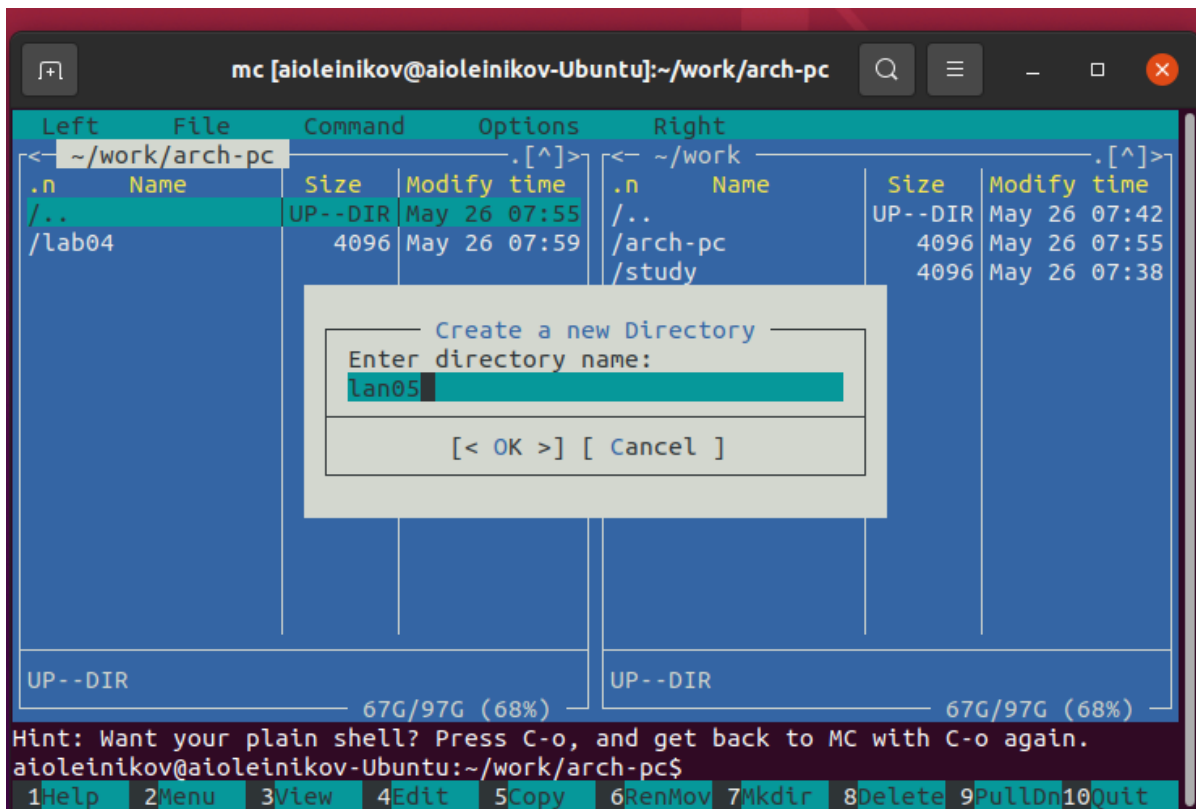 mc [aioleinikov@aioleinikov-Ubuntu]:~/work/arch-pc
Left File Command Options Right
<- ~/work/arch-pc .[^]> <- ~/work .[^]>
.n Name Size Modify time .n Name Size Modify time
/.. UP--DIR May 26 07:55 /.. UP--DIR May 26 07:42
/lab04 4096 May 26 07:59 /arch-pc 4096 May 26 07:55
/study 4096 May 26 07:38
Create a new Directory
Enter directory name:
lan05
[< OK >] [ Cancel ]
UP--DIR UP--DIR
67G/97G (68%) 67G/97G (68%)
Hint: Want your plain shell? Press C-o, and get back to MC with C-o again.
aioleinikov@aioleinikov-Ubuntu:~/work/arch-pc$
1Help 2Menu 3View 4Edit 5Copy 6RenMov 7Mkdir 8Delete 9PullDn 10Quit